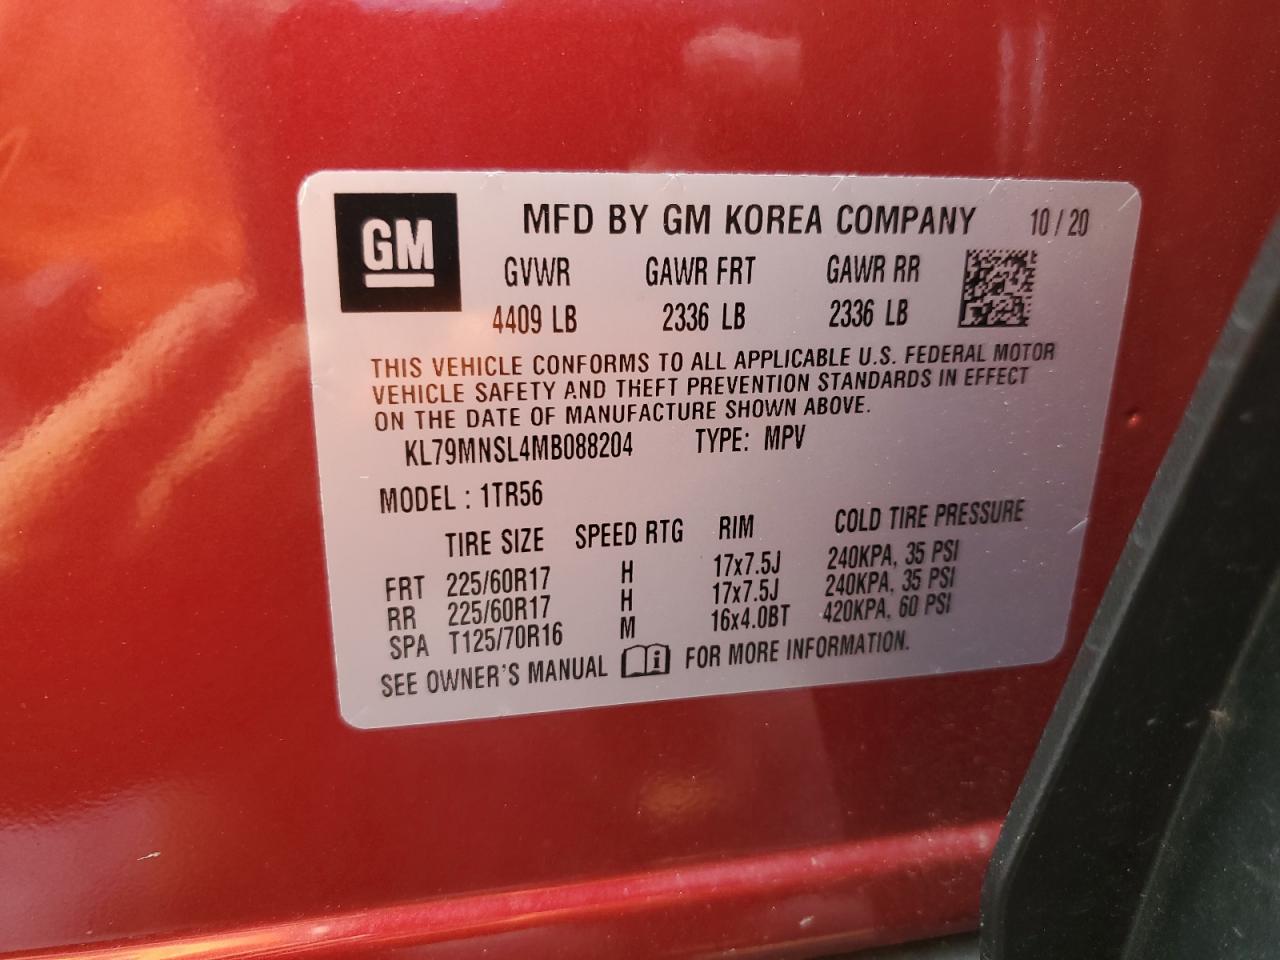 GM
MFD BY GM KOREA COMPANY 10 / 20
GVWR GAWR FRT GAWR RR
4409 LB 2336 LB 2336 LB
THIS VEHICLE CONFORMS TO ALL APPLICABLE U.S. FEDERAL MOTOR
VEHICLE SAFETY AND THEFT PREVENTION STANDARDS IN EFFECT
ON THE DATE OF MANUFACTURE SHOWN ABOVE.
KL79MNSL4MB088204 TYPE: MPV
MODEL : 1TR56
TIRE SIZE SPEED RTG RIM COLD TIRE PRESSURE
FRT 225/60R17 H 17x7.5J 240KPA, 35 PSI
RR 225/60R17 H 17x7.5J 240KPA, 35 PSI
SPA T125/70R16 M 16x4.0BT 420KPA, 60 PSI
SEE OWNER'S MANUAL i FOR MORE INFORMATION.